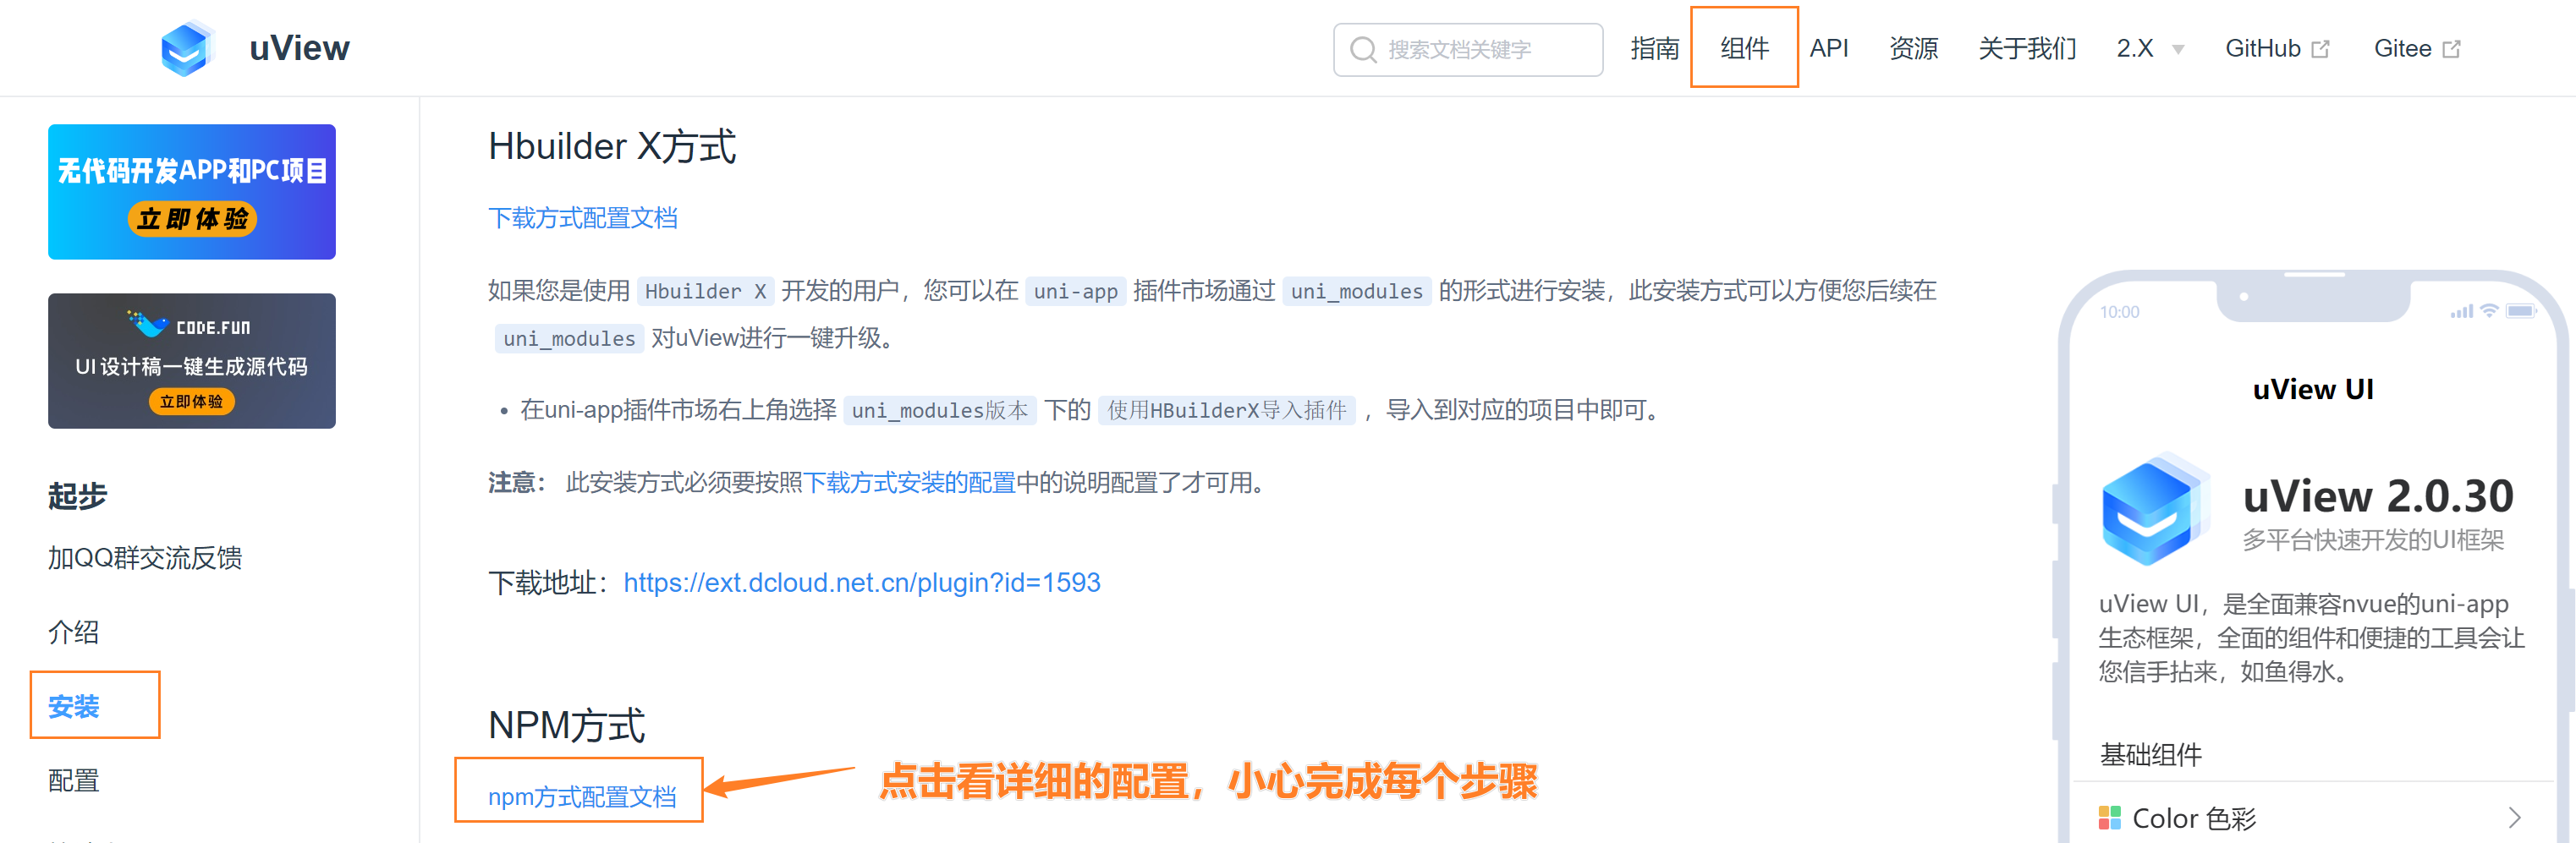 uView
搜索文档关键字
指南
组件
API
资源
关于我们
2.X
GitHub
Gitee
无代码开发APP和PC项目
立即体验
CODE.FUN
UI 设计稿一键生成源代码
立即体验
起步
加QQ群交流反馈
介绍
安装
配置
Hbuilder X方式
下载方式配置文档
如果您是使用 Hbuilder X 开发的用户，您可以在 uni-app 插件市场通过 uni_modules 的形式进行安装，此安装方式可以方便您后续在
uni_modules 对uView进行一键升级。
• 在uni-app插件市场右上角选择 uni_modules版本 下的 使用HBuilderX导入插件 ，导入到对应的项目中即可。
注意： 此安装方式必须要按照下载方式安装的配置中的说明配置了才可用。
下载地址：https://ext.dcloud.net.cn/plugin?id=1593
NPM方式
npm方式配置文档
点击看详细的配置，小心完成每个步骤
10:00
uView UI
uView 2.0.30
多平台快速开发的UI框架
uView UI，是全面兼容nvue的uni-app
生态框架，全面的组件和便捷的工具会让
您信手拈来，如鱼得水。
基础组件
Color 色彩